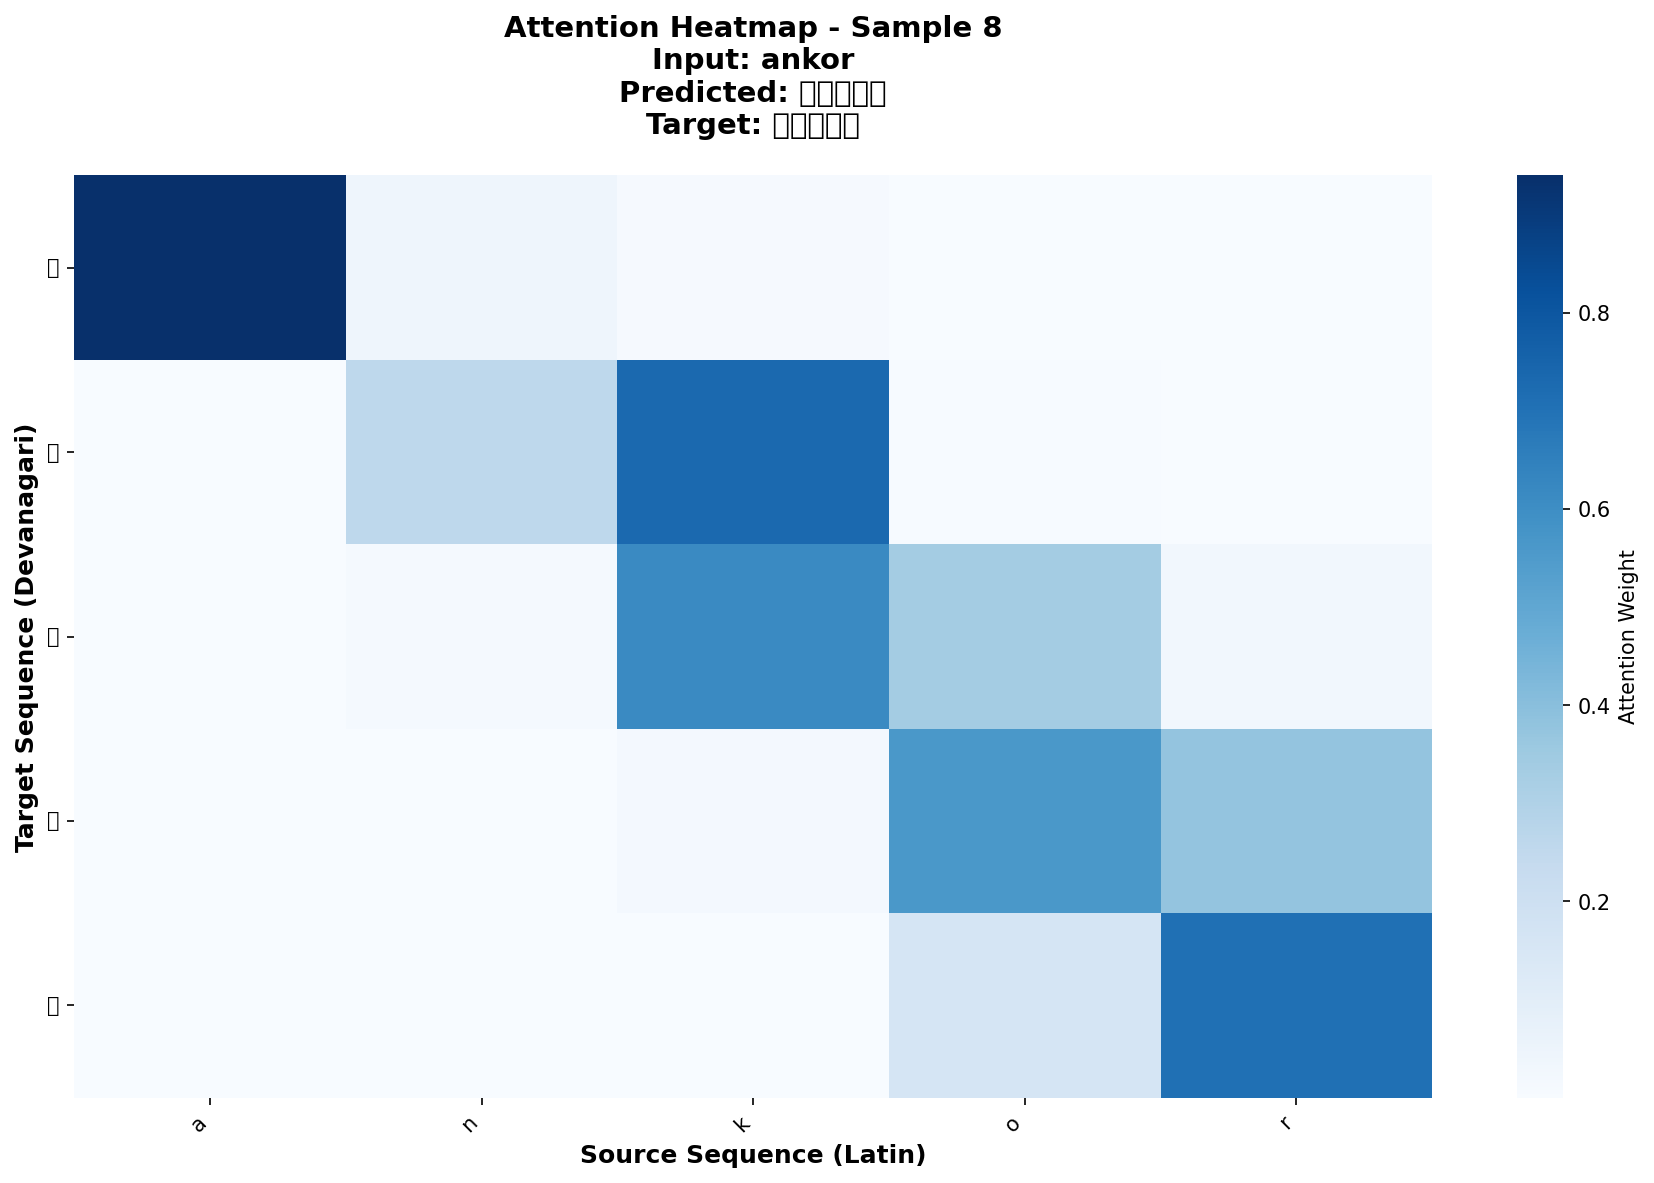 Attention Heatmap - Sample 8
Input: ankor
Predicted:
Target:
Target Sequence (Devanagari)
a
n
k
o
r
Source Sequence (Latin)
0.8
0.6
0.4
0.2
Attention Weight